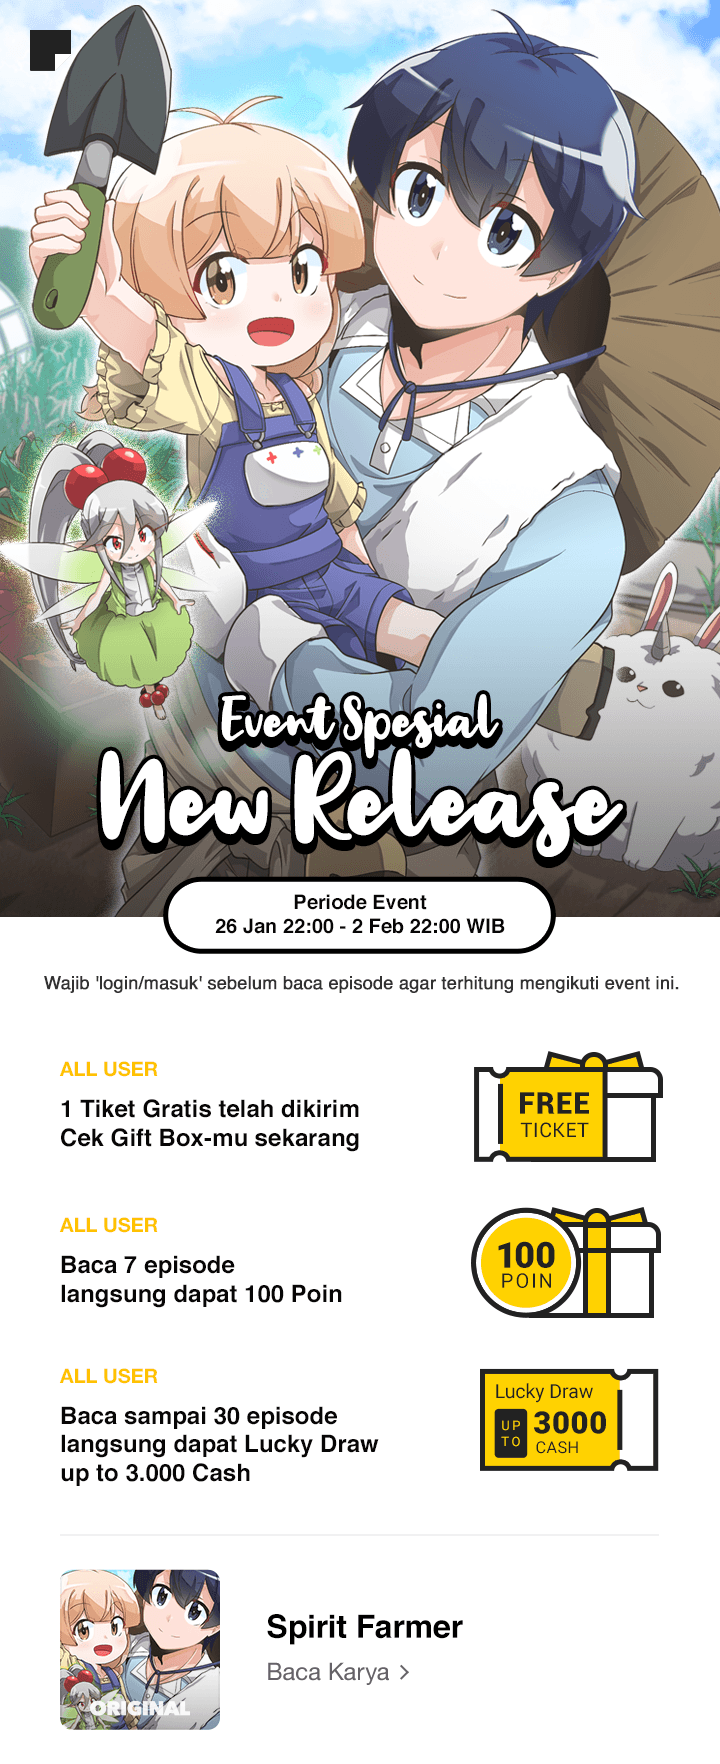 Event Spesial
New Release
Periode Event
26 Jan 22:00 - 2 Feb 22:00 WIB
Wajib 'login/masuk' sebelum baca episode agar terhitung mengikuti event ini.
ALL USER
1 Tiket Gratis telah dikirim
Cek Gift Box-mu sekarang
FREE
TICKET
ALL USER
Baca 7 episode
langsung dapat 100 Poin
100
POIN
ALL USER
Baca sampai 30 episode
langsung dapat Lucky Draw
up to 3.000 Cash
Lucky Draw
UP TO 3000
CASH
ORIGINAL
Spirit Farmer
Baca Karya >